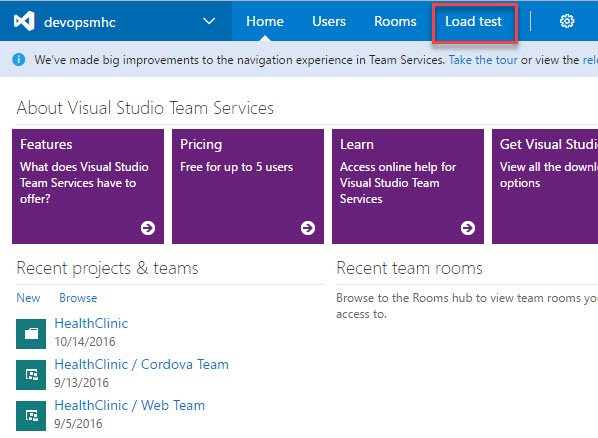 devopsmhc Home Users Rooms Load test
We've made big improvements to the navigation experience in Team Services. Take the tour or view the
About Visual Studio Team Services
Features
What does Visual Studio
Team Services have to
offer?
Pricing
Free for up to 5 users
Learn
Access online help for
Visual Studio Team
Services
Get Visual
View all the
options
Recent projects & teams
New Browse
HealthClinic
10/14/2016
HealthClinic / Cordova Team
9/13/2016
HealthClinic / Web Team
9/5/2016
Recent team rooms
Browse to the Rooms hub to view team rooms
access to.